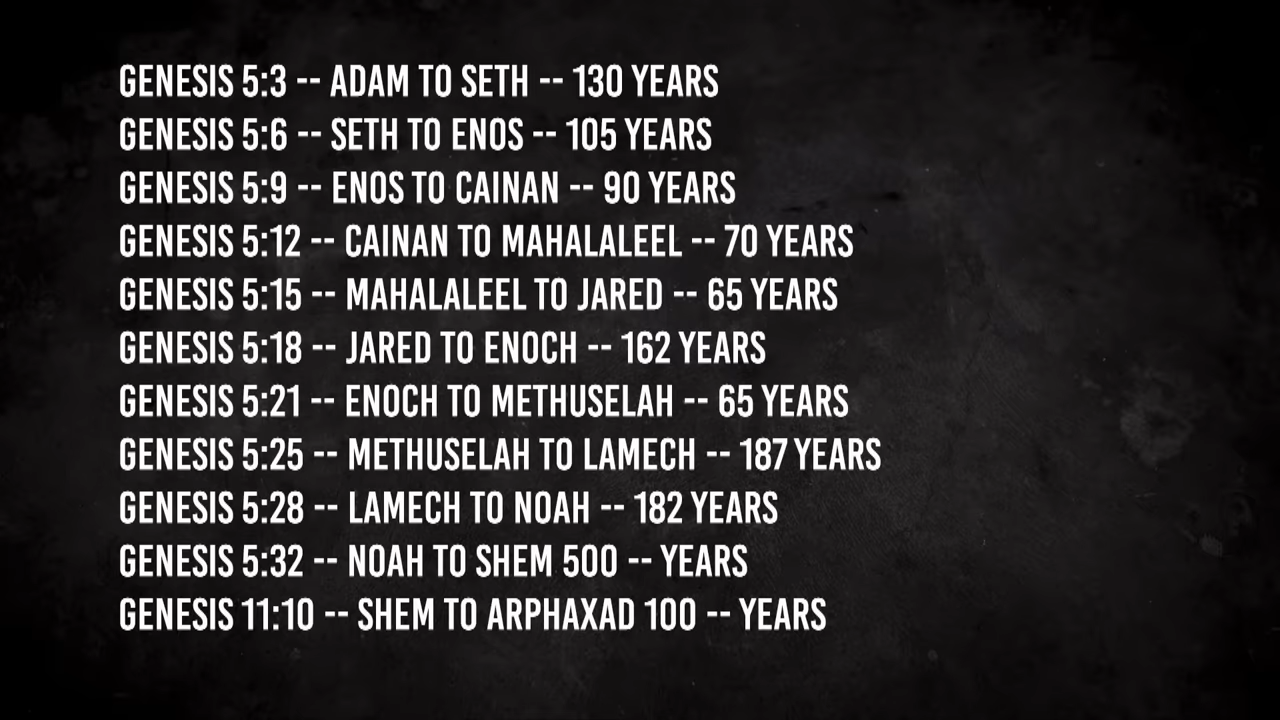 GENESIS 5:3 -- ADAM TO SETH -- 130 YEARS
GENESIS 5:6 -- SETH TO ENOS -- 105 YEARS
GENESIS 5:9 -- ENOS TO CAINAN -- 90 YEARS
GENESIS 5:12 -- CAINAN TO MAHALALEEL -- 70 YEARS
GENESIS 5:15 -- MAHALALEEL TO JARED -- 65 YEARS
GENESIS 5:18 -- JARED TO ENOCH -- 162 YEARS
GENESIS 5:21 -- ENOCH TO METHUSELAH -- 65 YEARS
GENESIS 5:25 -- METHUSELAH TO LAMECH -- 187 YEARS
GENESIS 5:28 -- LAMECH TO NOAH -- 182 YEARS
GENESIS 5:32 -- NOAH TO SHEM 500 -- YEARS
GENESIS 11:10 -- SHEM TO ARPHAXAD 100 -- YEARS